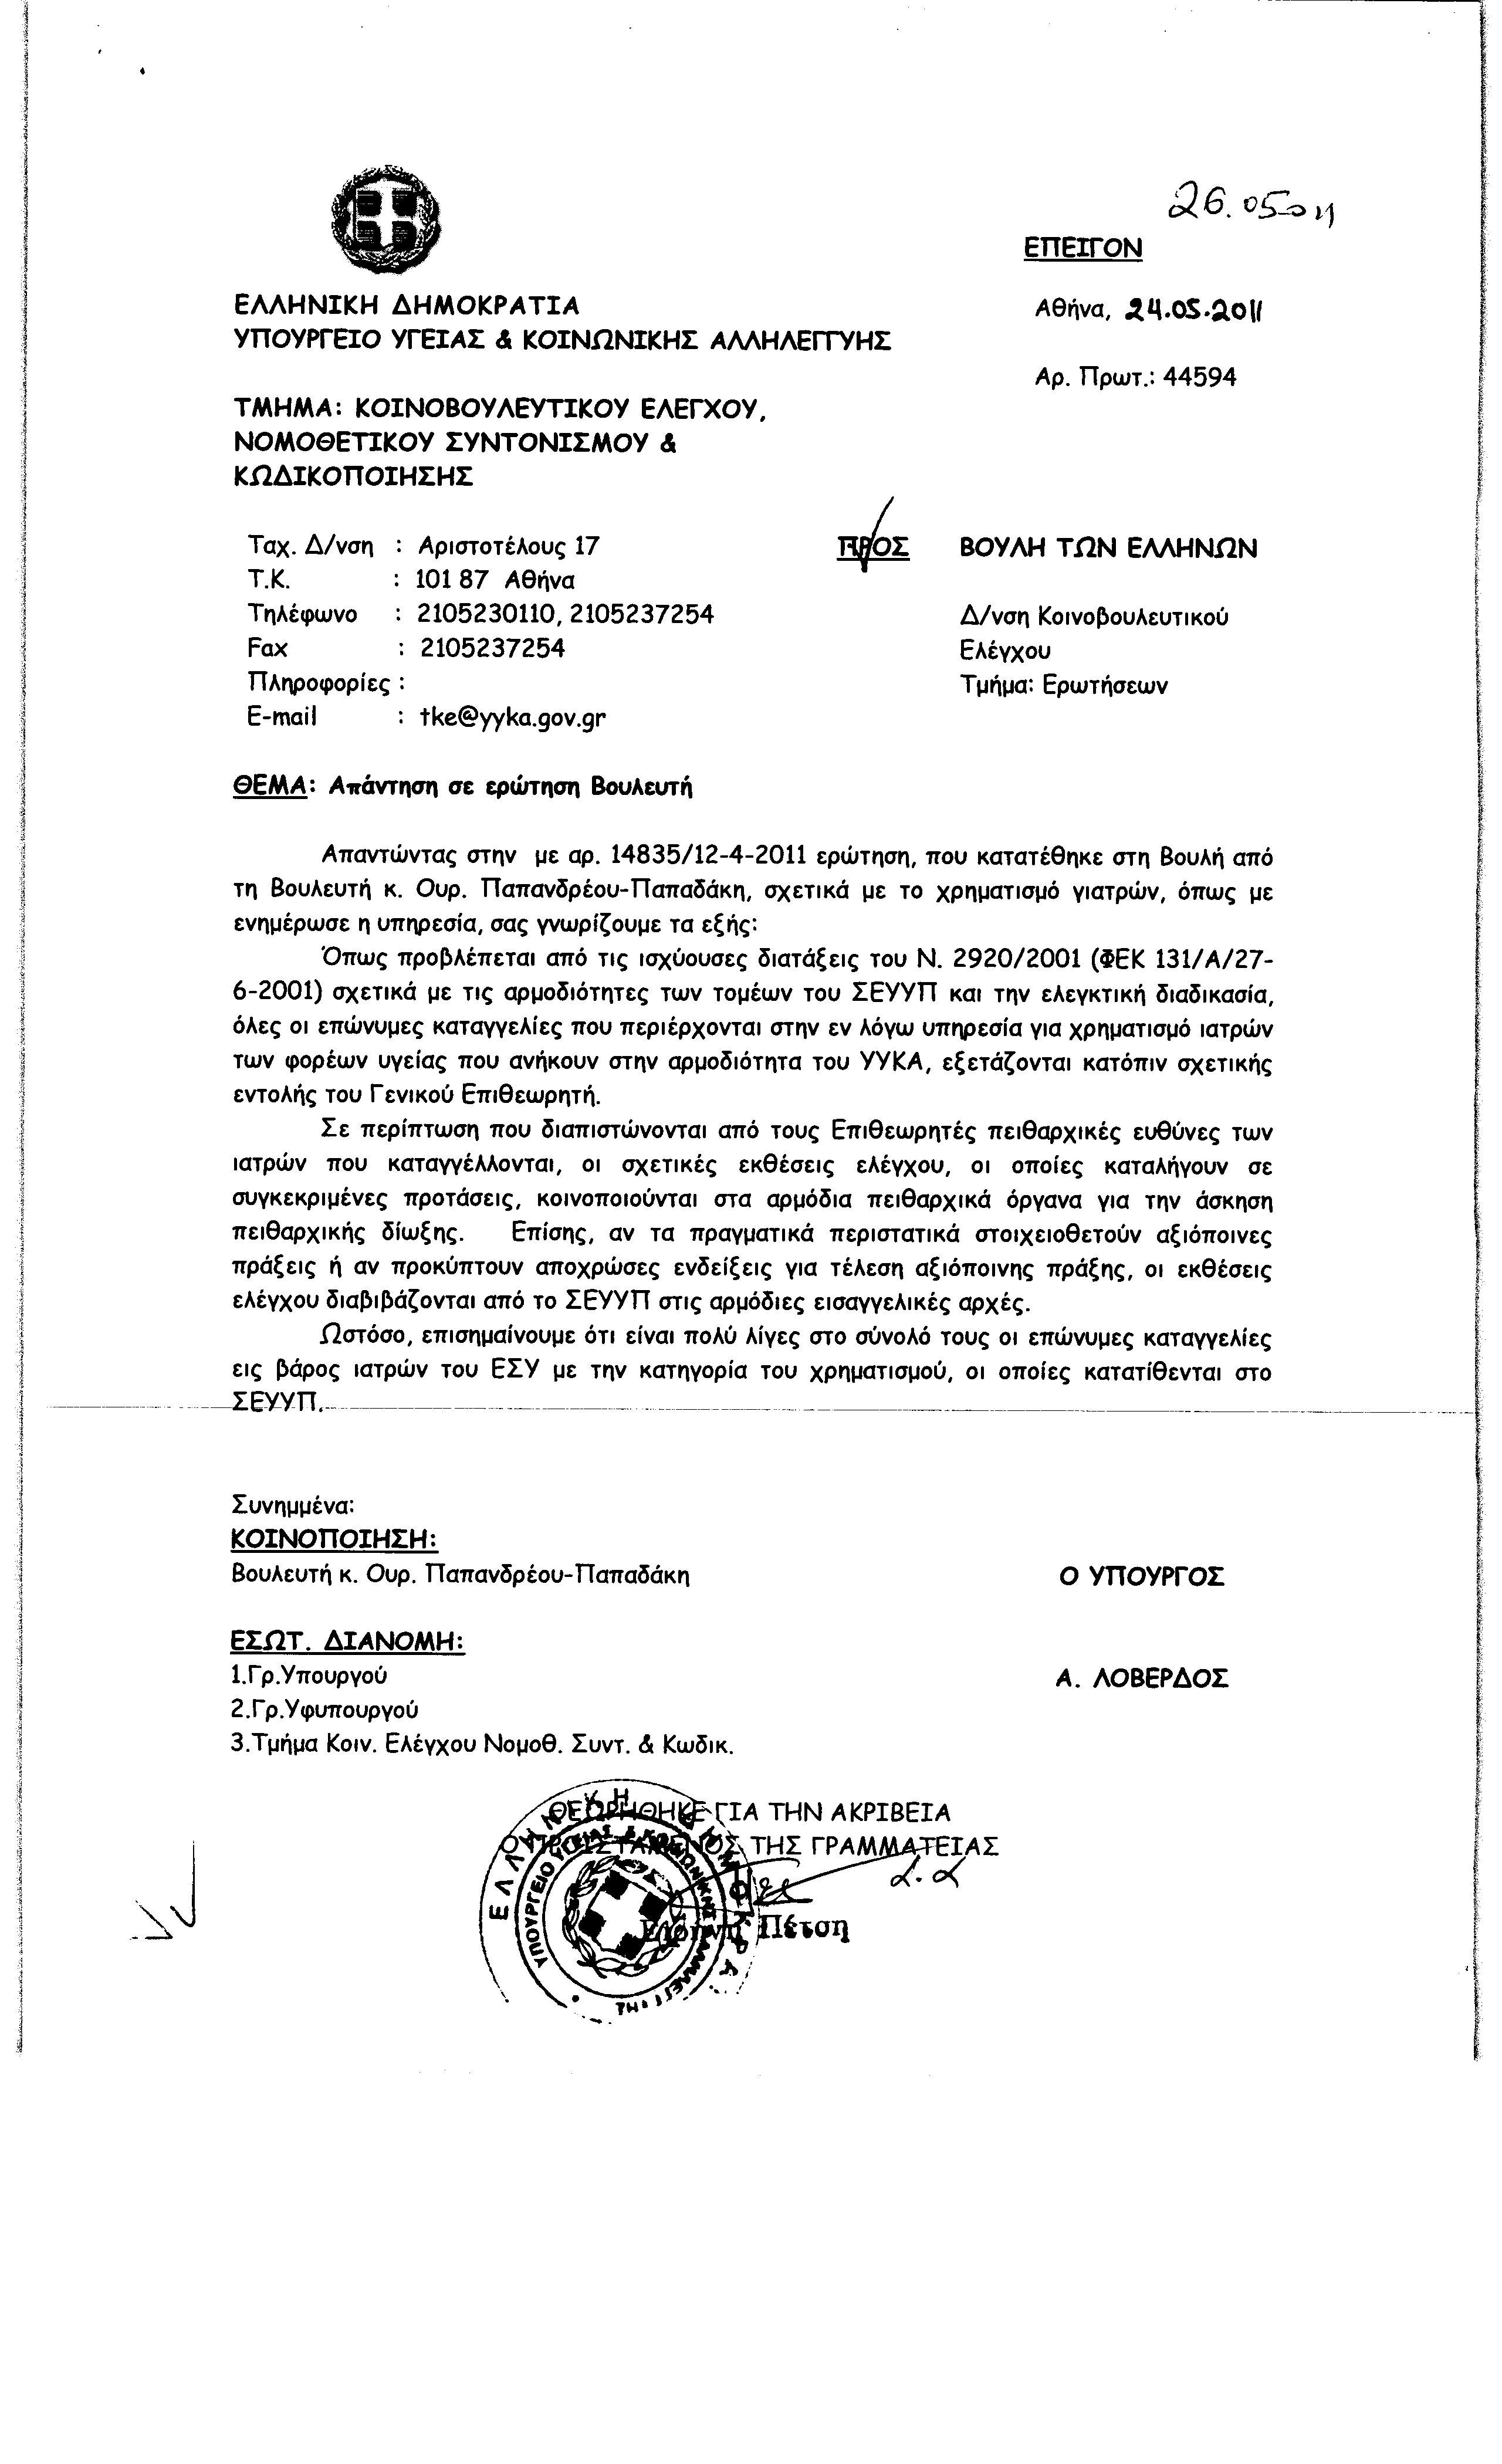 26.05
ΕΠΕΙΓΟΝ
ΕΛΛΗΝΙΚΗ ΔΗΜΟΚΡΑΤΙΑ
ΥΠΟΥΡΓΕΙΟ ΥΓΕΙΑΣ & ΚΟΙΝΩΝΙΚΗΣ ΑΛΛΗΛΕΓΓΥΗΣ
Αθήνα, 24.05.2011
Αρ. Πρωτ.: 44594
ΤΜΗΜΑ: ΚΟΙΝΟΒΟΥΛΕΥΤΙΚΟΥ ΕΛΕΓΧΟΥ,
ΝΟΜΟΘΕΤΙΚΟΥ ΣΥΝΤΟΝΙΣΜΟΥ &
ΚΩΔΙΚΟΠΟΙΗΣΗΣ
Ταχ. Δ/νση : Αριστοτέλους 17
Τ.Κ. : 101 87 Αθήνα
Τηλέφωνο : 2105230110, 2105237254
Fax : 2105237254
Πληροφορίες :
E-mail : tke@yyka.gov.gr
ΠΡΟΣ ΒΟΥΛΗ ΤΩΝ ΕΛΛΗΝΩΝ
Δ/νση Κοινοβουλευτικού
Ελέγχου
Τμήμα: Ερωτήσεων
ΘΕΜΑ: Απάντηση σε ερώτηση Βουλευτή
Απαντώντας στην με αρ. 14835/12-4-2011 ερώτηση, που κατατέθηκε στη Βουλή από
τη Βουλευτή κ. Ουρ. Παπανδρέου-Παπαδάκη, σχετικά με το χρηματισμό γιατρών, όπως με
ενημέρωσε η υπηρεσία, σας γνωρίζουμε τα εξής:
Όπως προβλέπεται από τις ισχύουσες διατάξεις του Ν. 2920/2001 (ΦΕΚ 131/Α/27-
6-2001) σχετικά με τις αρμοδιότητες των τομέων του ΣΕΥΥΠ και την ελεγκτική διαδικασία,
όλες οι επώνυμες καταγγελίες που περιέρχονται στην εν λόγω υπηρεσία για χρηματισμό ιατρών
των φορέων υγείας που ανήκουν στην αρμοδιότητα του ΥΥΚΑ, εξετάζονται κατόπιν σχετικής
εντολής του Γενικού Επιθεωρητή.
Σε περίπτωση που διαπιστώνονται από τους Επιθεωρητές πειθαρχικές ευθύνες των
ιατρών που καταγγέλλονται, οι σχετικές εκθέσεις ελέγχου, οι οποίες καταλήγουν σε
συγκεκριμένες προτάσεις, κοινοποιούνται στα αρμόδια πειθαρχικά όργανα για την άσκηση
πειθαρχικής δίωξης. Επίσης, αν τα πραγματικά περιστατικά στοιχειοθετούν αξιόποινες
πράξεις ή αν προκύπτουν αποχρώσες ενδείξεις για τέλεση αξιόποινης πράξης, οι εκθέσεις
ελέγχου διαβιβάζονται από το ΣΕΥΥΠ στις αρμόδιες εισαγγελικές αρχές.
Ωστόσο, επισημαίνουμε ότι είναι πολύ λίγες στο σύνολό τους οι επώνυμες καταγγελίες
εις βάρος ιατρών του ΕΣΥ με την κατηγορία του χρηματισμού, οι οποίες κατατίθενται στο
ΣΕΥΥΠ.
Συνημμένα:
ΚΟΙΝΟΠΟΙΗΣΗ:
Βουλευτή κ. Ουρ. Παπανδρέου-Παπαδάκη
Ο ΥΠΟΥΡΓΟΣ
ΕΣΩΤ. ΔΙΑΝΟΜΗ:
1.Γρ.Υπουργού
Α. ΛΟΒΕΡΔΟΣ
2.Γρ.Υφυπουργού
3.Τμήμα Κοιν. Ελέγχου Νομοθ. Συντ. & Κωδικ.
ΘΕΩΡΗΘΗΚΕ ΓΙΑ ΤΗΝ ΑΚΡΙΒΕΙΑ
Ο ΠΡΟΪΣΤΑΜΕΝΟΣ ΤΗΣ ΓΡΑΜΜΑΤΕΙΑΣ
Ειρήνη Πέτση